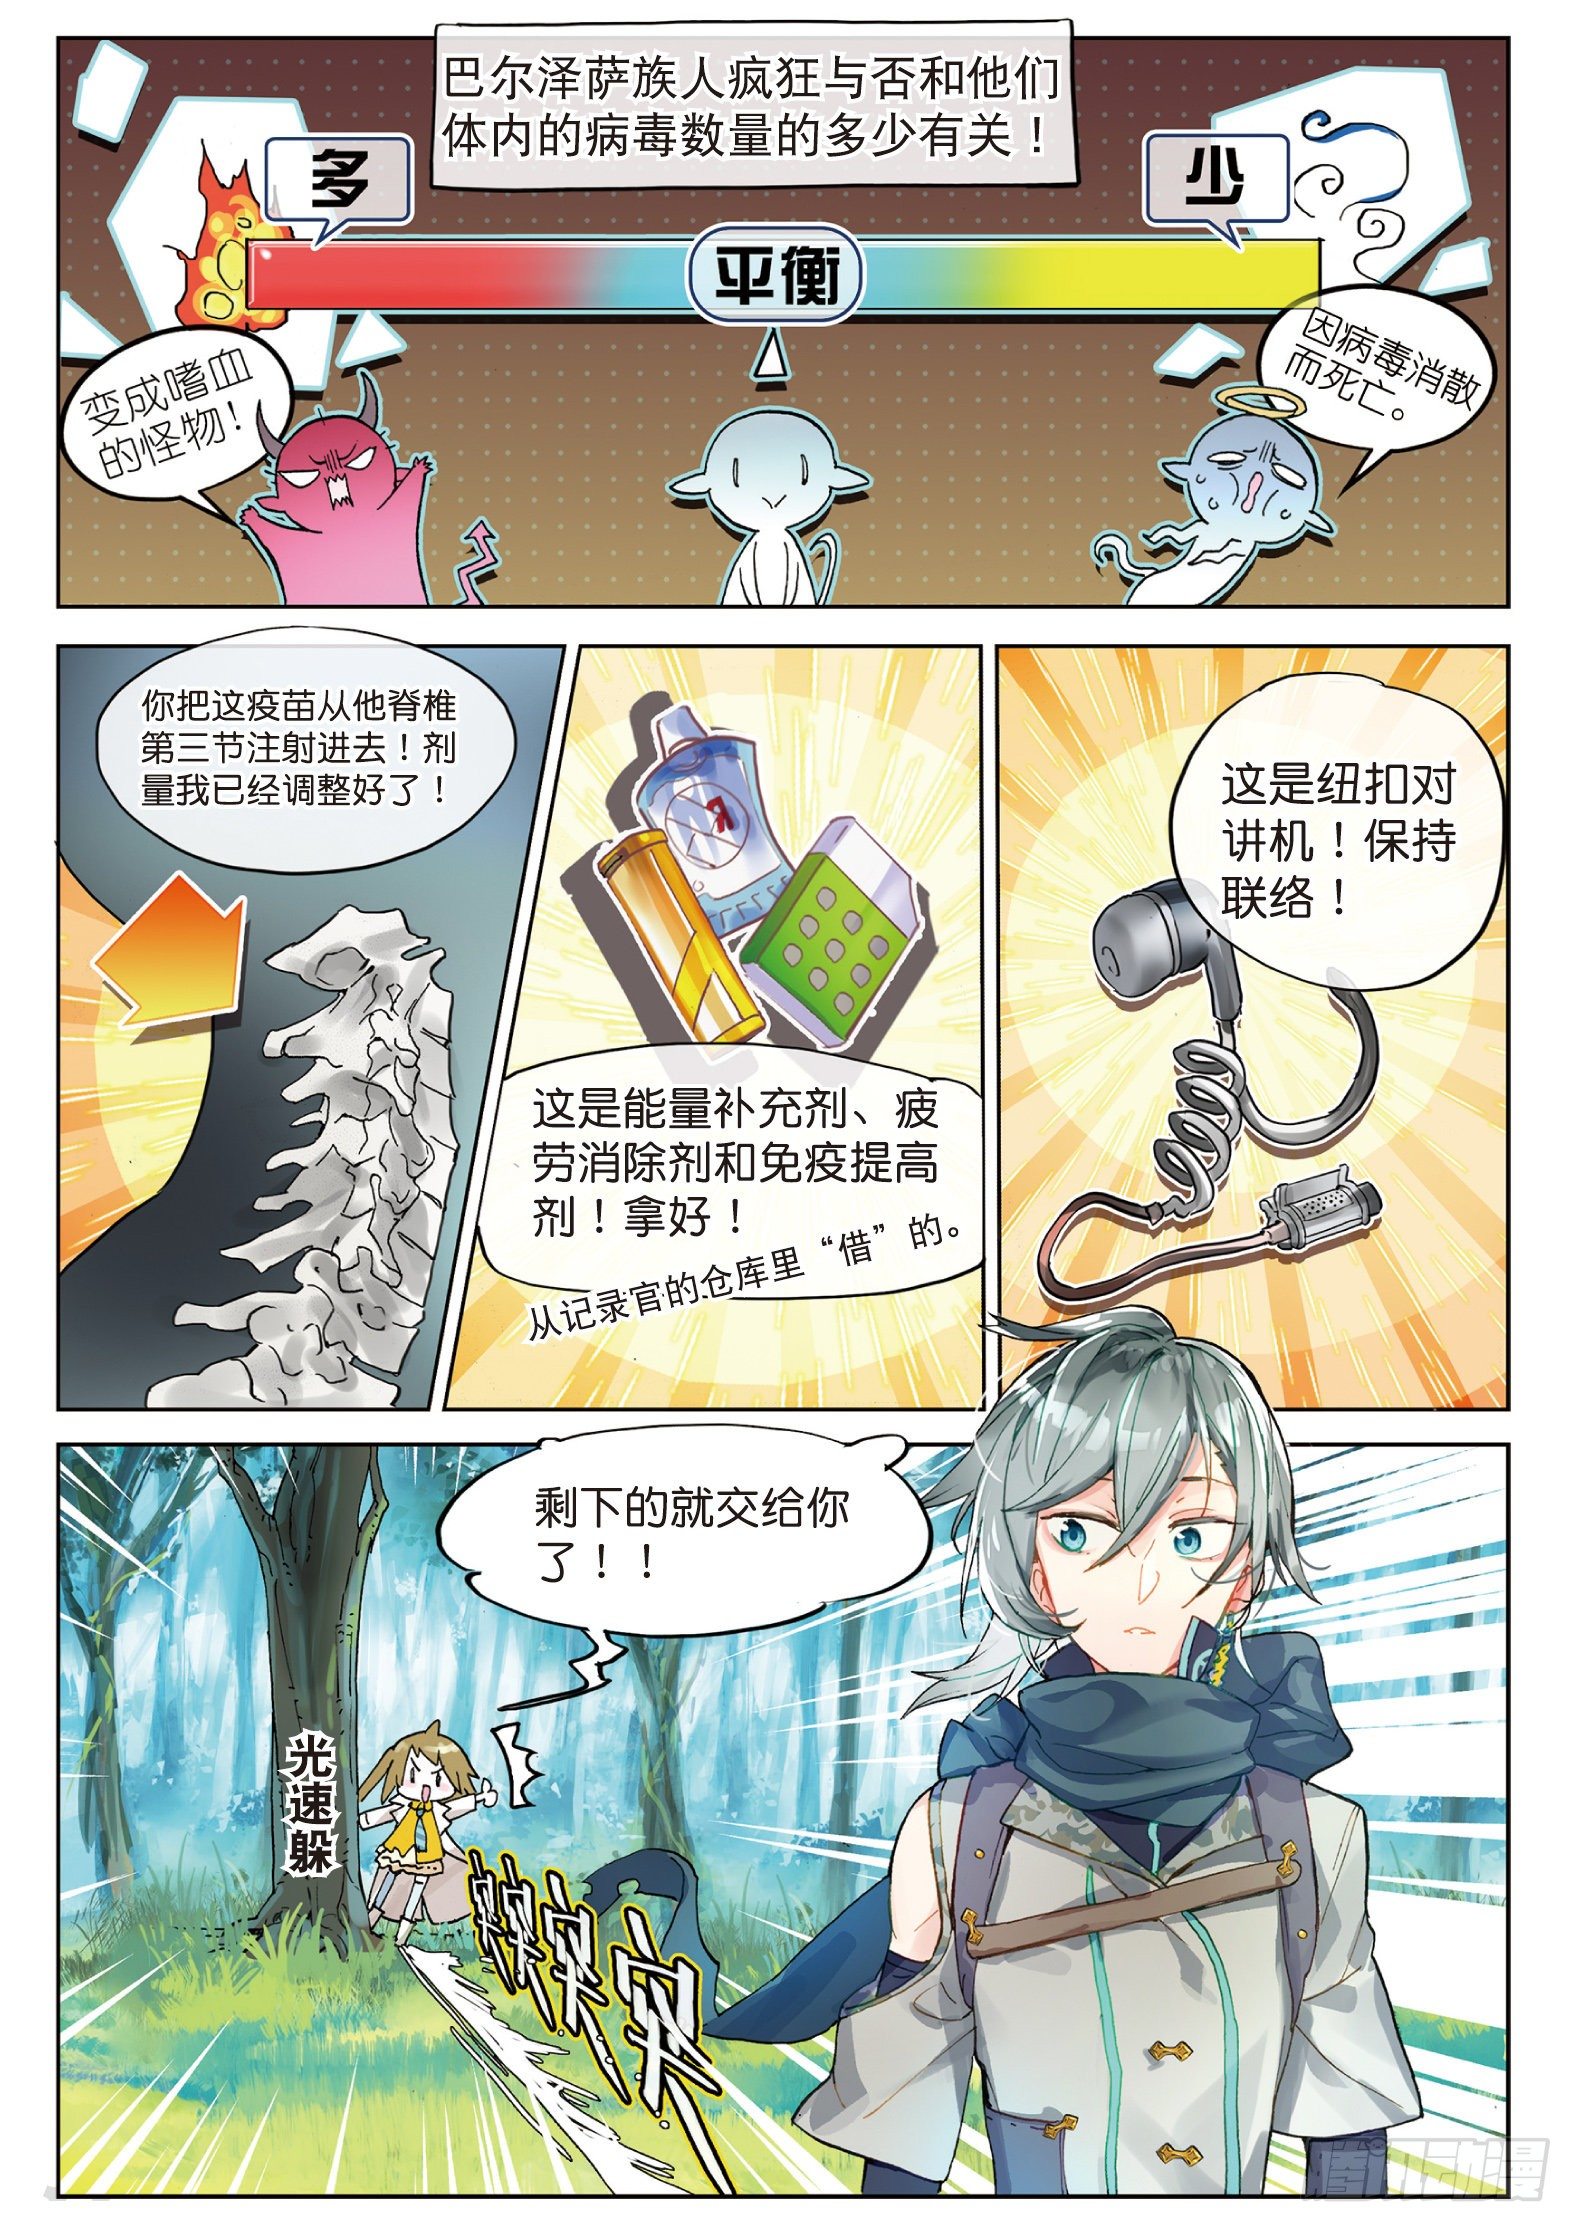 巴尔泽萨族人疯狂与否和他们
体内的病毒数量的多少有关！
多
少
平衡
变成嗜血
的怪物！
因病毒消散
而死亡。
你把这疫苗从他脊椎
第三节注射进去！剂
量我已经调整好了！
R
这是能量补充剂、疲
劳消除剂和免疫提高
剂！拿好！
从记录官的仓库里“借”的。
这是纽扣对
讲机！保持
联络！
剩下的就交给你
了！！
光速躲
腾讯动漫